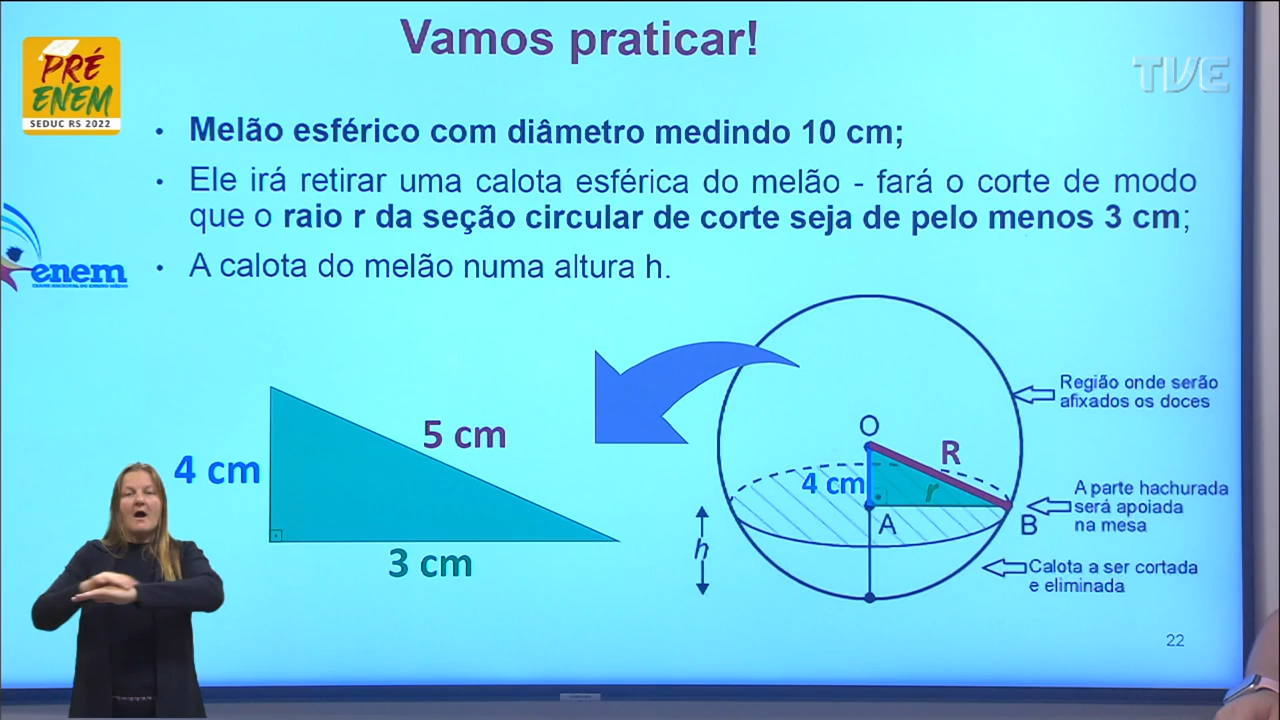 Vamos praticar!
PRÉ
ENEM
SEDUC RS 2022
TVE
• Melão esférico com diâmetro medindo 10 cm;
• Ele irá retirar uma calota esférica do melão - fará o corte de modo
que o raio r da seção circular de corte seja de pelo menos 3 cm;
enem
• A calota do melão numa altura h.
Região onde serão
afixados os doces
O
5 cm
R
4 cm
4 cm
r
A parte hachurada
será apoiada
na mesa
A
B
h
3 cm
Calota a ser cortada
e eliminada
22